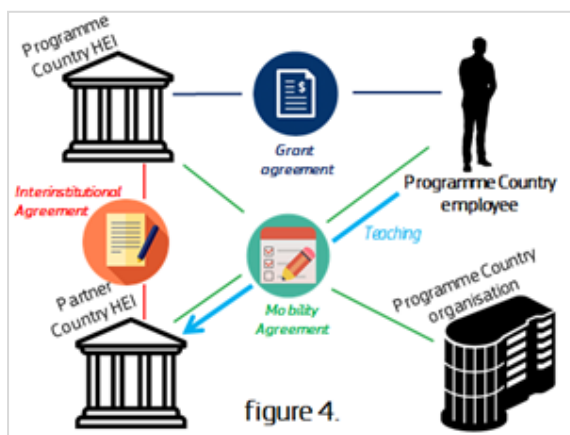 Programme
Country HEI
Grant
agreement
Interinstitutional
Agreement
Programme Country
employee
Teaching
Partner
Country HEI
Mobility
Agreement
Programme Country
organisation
figure 4.